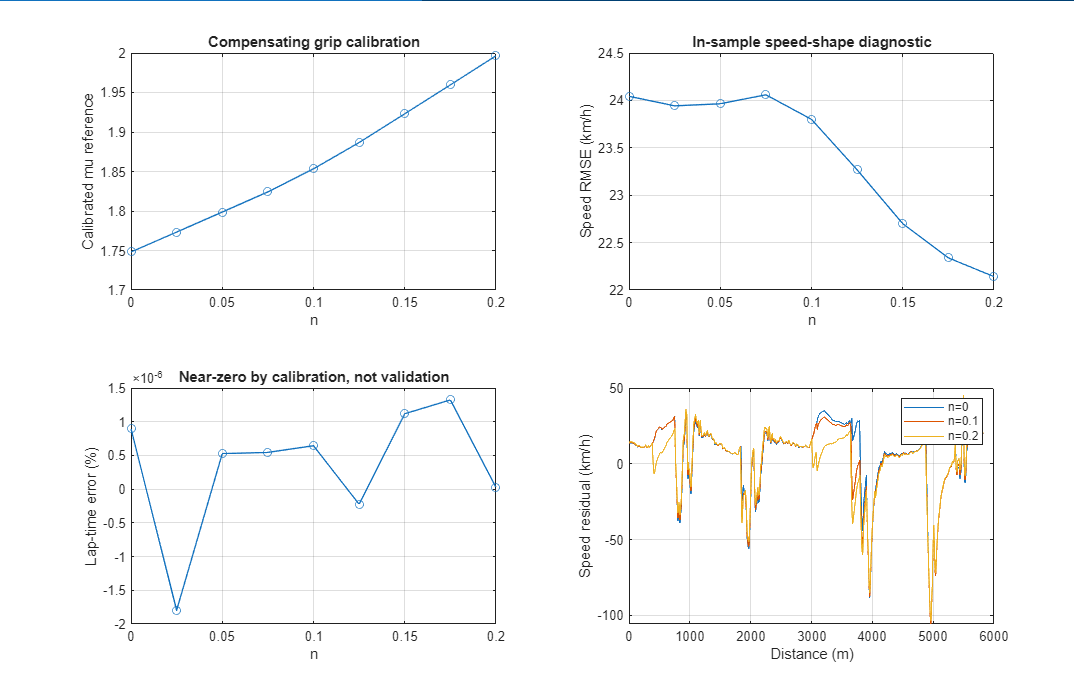 Compensating grip calibration
Calibrated mu reference
2
1.95
1.9
1.85
1.8
1.75
1.7
0 0.05 0.1 0.15 0.2
n
In-sample speed-shape diagnostic
Speed RMSE (km/h)
24.5
24
23.5
23
22.5
22
0 0.05 0.1 0.15 0.2
n
×10-6 Near-zero by calibration, not validation
Lap-time error (%)
1.5
1
0.5
0
-0.5
-1
-1.5
-2
0 0.05 0.1 0.15 0.2
n
Speed residual (km/h)
50
0
-50
-100
n=0
n=0.1
n=0.2
0 1000 2000 3000 4000 5000 6000
Distance (m)